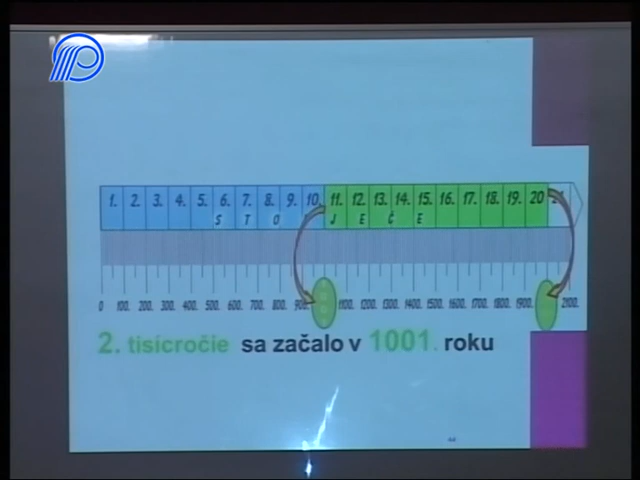 1. 2. 3. 4. 5. 6. 7. 8. 9. 10. 11. 12. 13. 14. 15. 16. 17. 18. 19. 20
S T O J E Č E
0 100. 200. 300. 400. 500. 600. 700. 800. 1100. 1200. 1300. 1400. 1500. 1600. 1700. 1800. 1900. 2100.
2. tisícročie sa začalo v 1001. roku